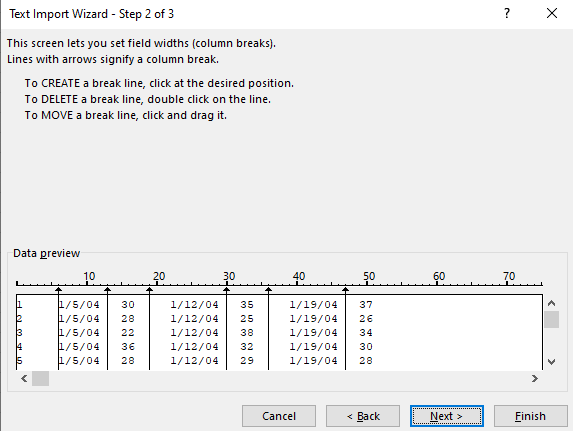 Text Import Wizard - Step 2 of 3 ? ×
This screen lets you set field widths (column breaks).
Lines with arrows signify a column break.
To CREATE a break line, click at the desired position.
To DELETE a break line, double click on the line.
To MOVE a break line, click and drag it.
Data preview
10 20 30 40 50 60 70
1 1/5/04 30 1/12/04 35 1/19/04 37
2 1/5/04 28 1/12/04 25 1/19/04 26
3 1/5/04 22 1/12/04 38 1/19/04 34
4 1/5/04 36 1/12/04 32 1/19/04 30
5 1/5/04 28 1/12/04 29 1/19/04 28
Cancel < Back Next > Finish